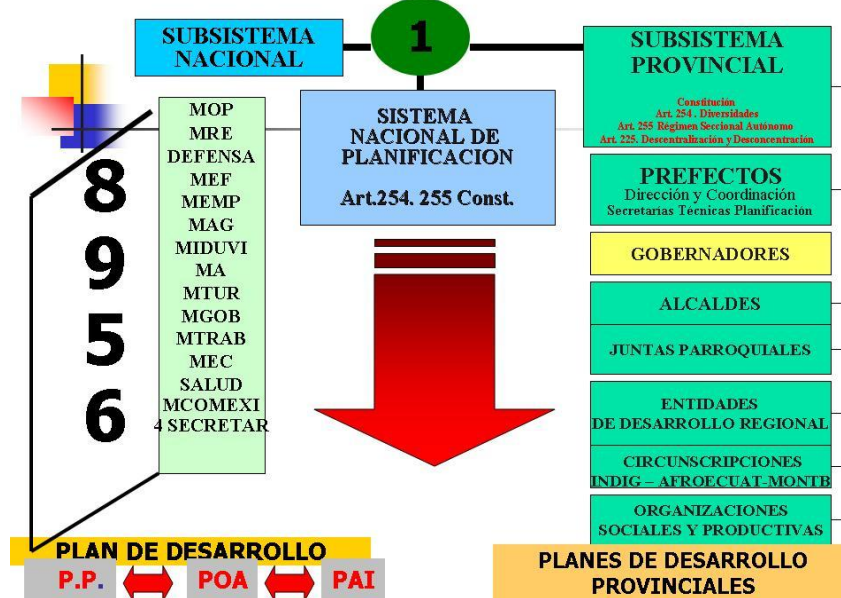 1
SUBSISTEMA
NACIONAL
SUBSISTEMA
PROVINCIAL
Constitución
Art. 254 . Diversidades
Art. 255 Régimen Seccional Autónomo
Art. 225. Descentralización y Desconcentración
SISTEMA
NACIONAL DE
PLANIFICACION
Art.254. 255 Const.
8
9
5
6
MOP
MRE
DEFENSA
MEF
MEMP
MAG
MIDUVI
MA
MTUR
MGOB
MTRAB
MEC
SALUD
MCOMEXI
4 SECRETAR
PREFECTOS
Dirección y Coordinación
Secretarías Técnicas Planificación
GOBERNADORES
ALCALDES
JUNTAS PARROQUIALES
ENTIDADES
DE DESARROLLO REGIONAL
CIRCUNSCRIPCIONES
INDIG – AFROECUAT-MONTB
ORGANIZACIONES
SOCIALES Y PRODUCTIVAS
PLAN DE DESARROLLO
P.P.
POA
PAI
PLANES DE DESARROLLO
PROVINCIALES